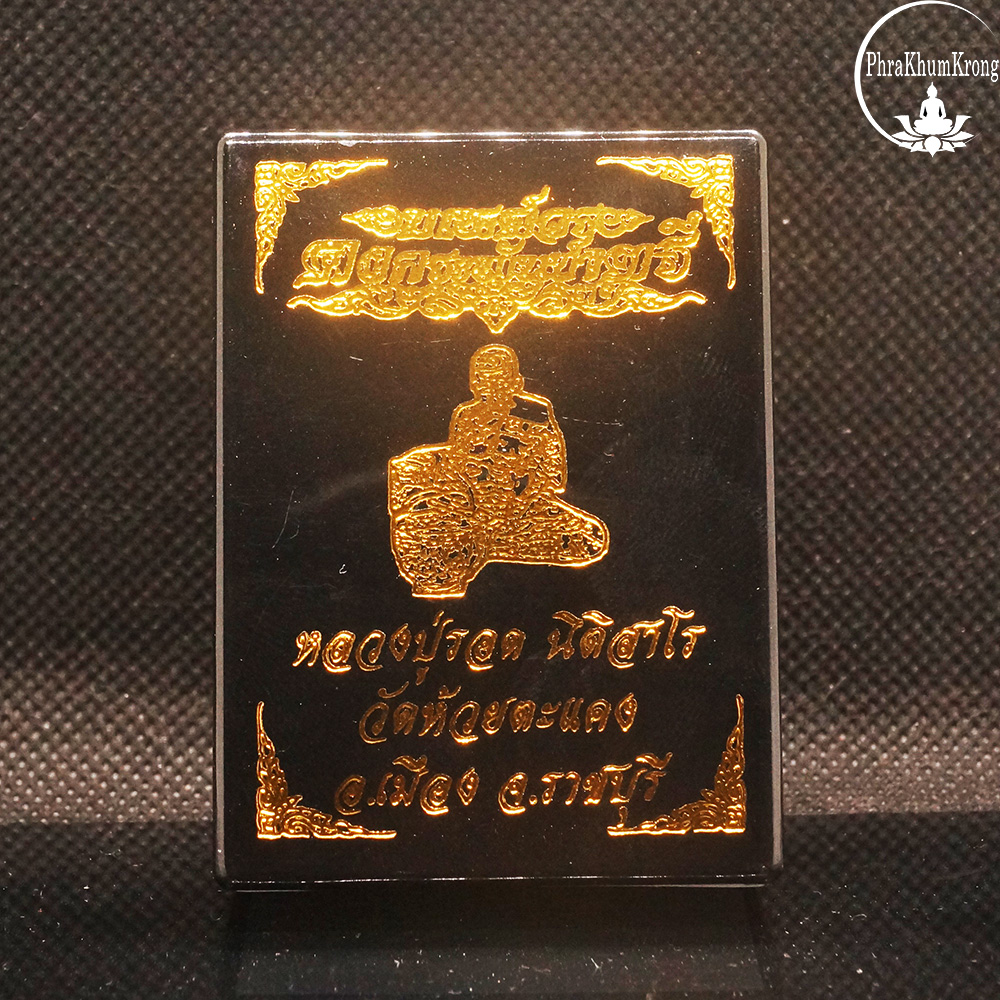 PhraKhumKrong
หลวงปู่รอด นิติสาโร
วัดห้วยตะแคง
อ.เมือง จ.ราชบุรี